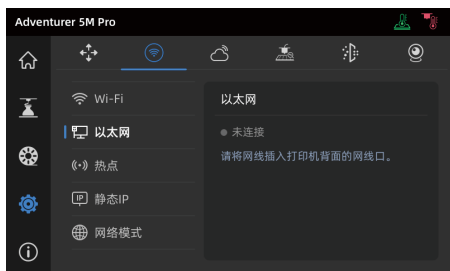 Adventurer 5M Pro
Wi-Fi
以太网
热点
IP 静态IP
网络模式
以太网
未连接
请将网线插入打印机背面的网线口。